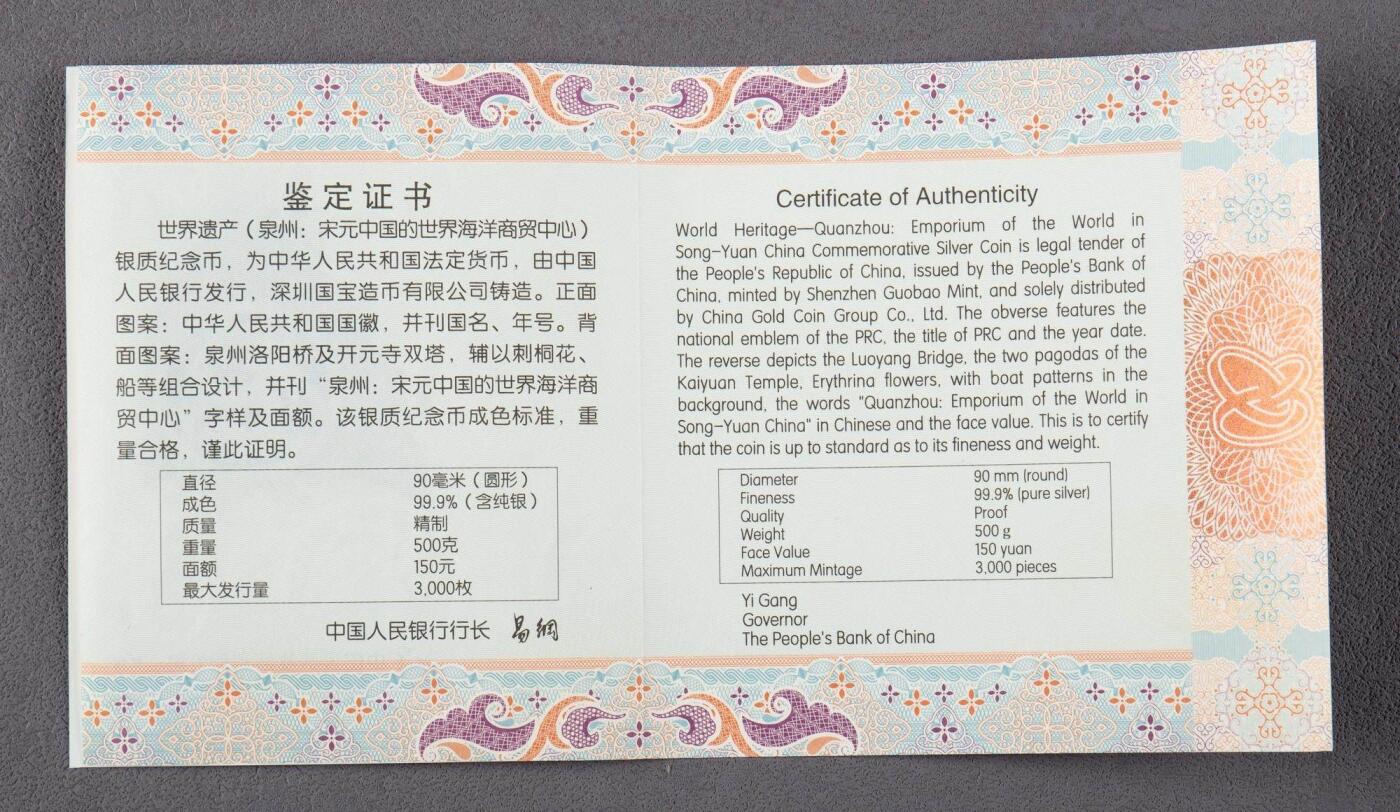 鉴定证书
世界遗产（泉州：宋元中国的世界海洋商贸中心）
银质纪念币，为中华人民共和国法定货币，由中国
人民银行发行，深圳国宝造币有限公司铸造。正面
图案：中华人民共和国国徽，并刊国名、年号。背
面图案：泉州洛阳桥及开元寺双塔，辅以刺桐花、
船等组合设计，并刊“泉州：宋元中国的世界海洋商
贸中心”字样及面额。该银质纪念币成色标准，重
量合格，谨此证明。
直径 90毫米（圆形）
成色 99.9%（含纯银）
质量 精制
重量 500克
面额 150元
最大发行量 3,000枚
中国人民银行行长 易纲
Certificate of Authenticity
World Heritage—Quanzhou: Emporium of the World in
Song-Yuan China Commemorative Silver Coin is legal tender of
the People's Republic of China, issued by the People's Bank of
China, minted by Shenzhen Guobao Mint, and solely distributed
by China Gold Coin Group Co., Ltd. The obverse features the
national emblem of the PRC, the title of PRC and the year date.
The reverse depicts the Luoyang Bridge, the two pagodas of the
Kaiyuan Temple, Erythrina flowers, with boat patterns in the
background, the words "Quanzhou: Emporium of the World in
Song-Yuan China" in Chinese and the face value. This is to certify
that the coin is up to standard as to its fineness and weight.
Diameter 90 mm (round)
Fineness 99.9% (pure silver)
Quality Proof
Weight 500 g
Face Value 150 yuan
Maximum Mintage 3,000 pieces
Yi Gang
Governor
The People's Bank of China